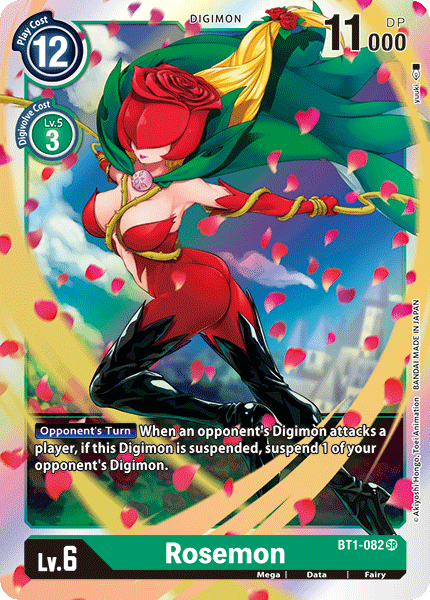 Play Cost
12
DIGIMON
DP
11000
yuuki
Digivolve Cost
Lv.5
3
© Akiyoshi Hongo, Toei Animation BANDAI MADE IN JAPAN
Opponent's Turn When an opponent's Digimon attacks a
player, if this Digimon is suspended, suspend 1 of your
opponent's Digimon.
BT1-082 SR
Lv.6
Rosemon
Mega | Data | Fairy